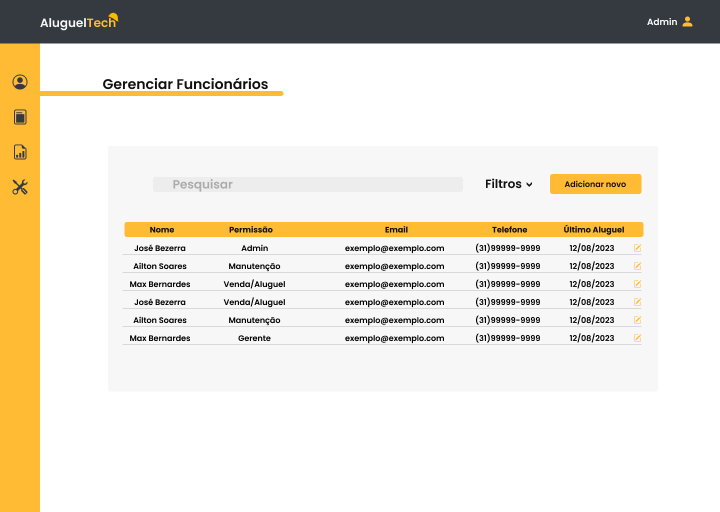 AluguelTech
Admin
Gerenciar Funcionários
Pesquisar Filtros Adicionar novo
Nome Permissão Email Telefone Último Aluguel
José Bezerra Admin exemplo@exemplo.com (31)99999-9999 12/08/2023
Ailton Soares Manutenção exemplo@exemplo.com (31)99999-9999 12/08/2023
Max Bernardes Venda/Aluguel exemplo@exemplo.com (31)99999-9999 12/08/2023
José Bezerra Venda/Aluguel exemplo@exemplo.com (31)99999-9999 12/08/2023
Ailton Soares Manutenção exemplo@exemplo.com (31)99999-9999 12/08/2023
Max Bernardes Gerente exemplo@exemplo.com (31)99999-9999 12/08/2023